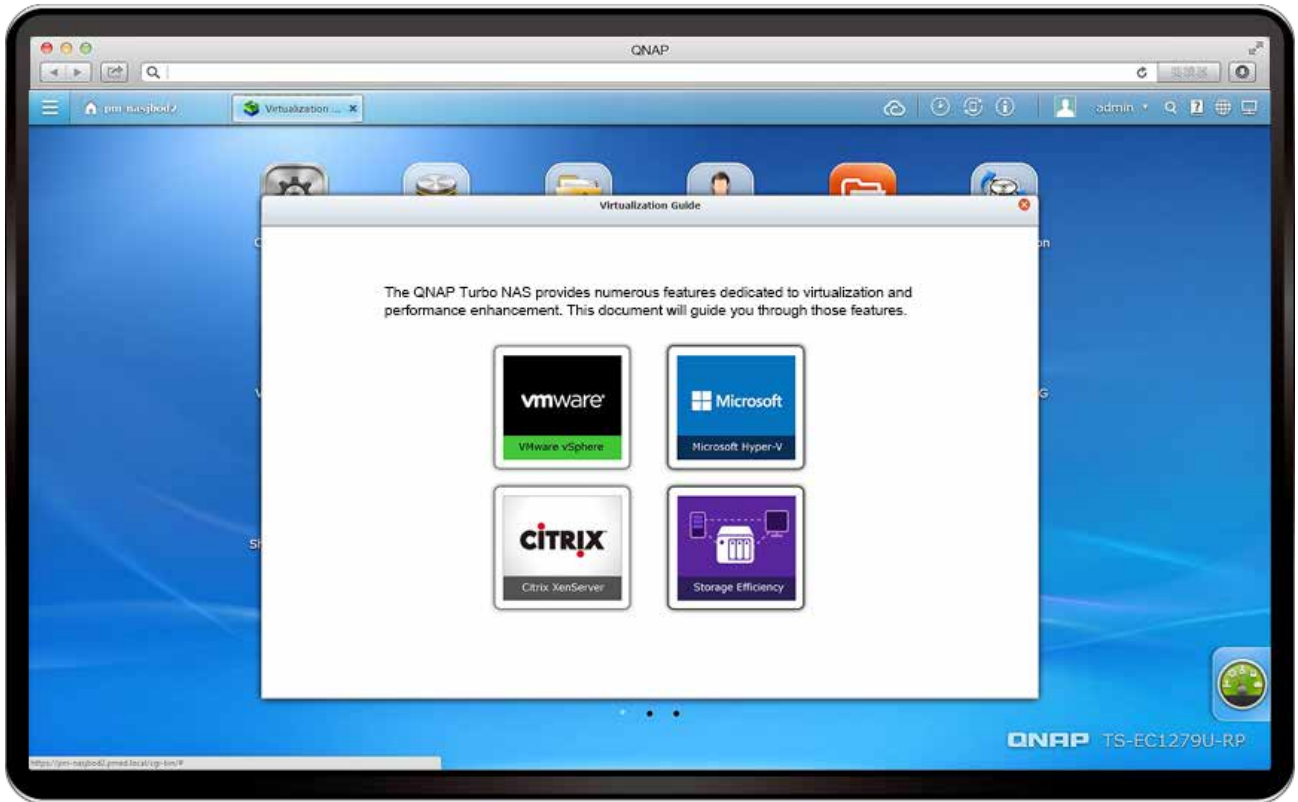 QNAP
pm-nasjbod2
Virtualization ...
admin
Virtualization Guide
The QNAP Turbo NAS provides numerous features dedicated to virtualization and
performance enhancement. This document will guide you through those features.
vmware
VMware vSphere
Microsoft
Microsoft Hyper-V
CİTRIX
Citrix XenServer
Storage Efficiency
QNAP TS-EC1279U-RP